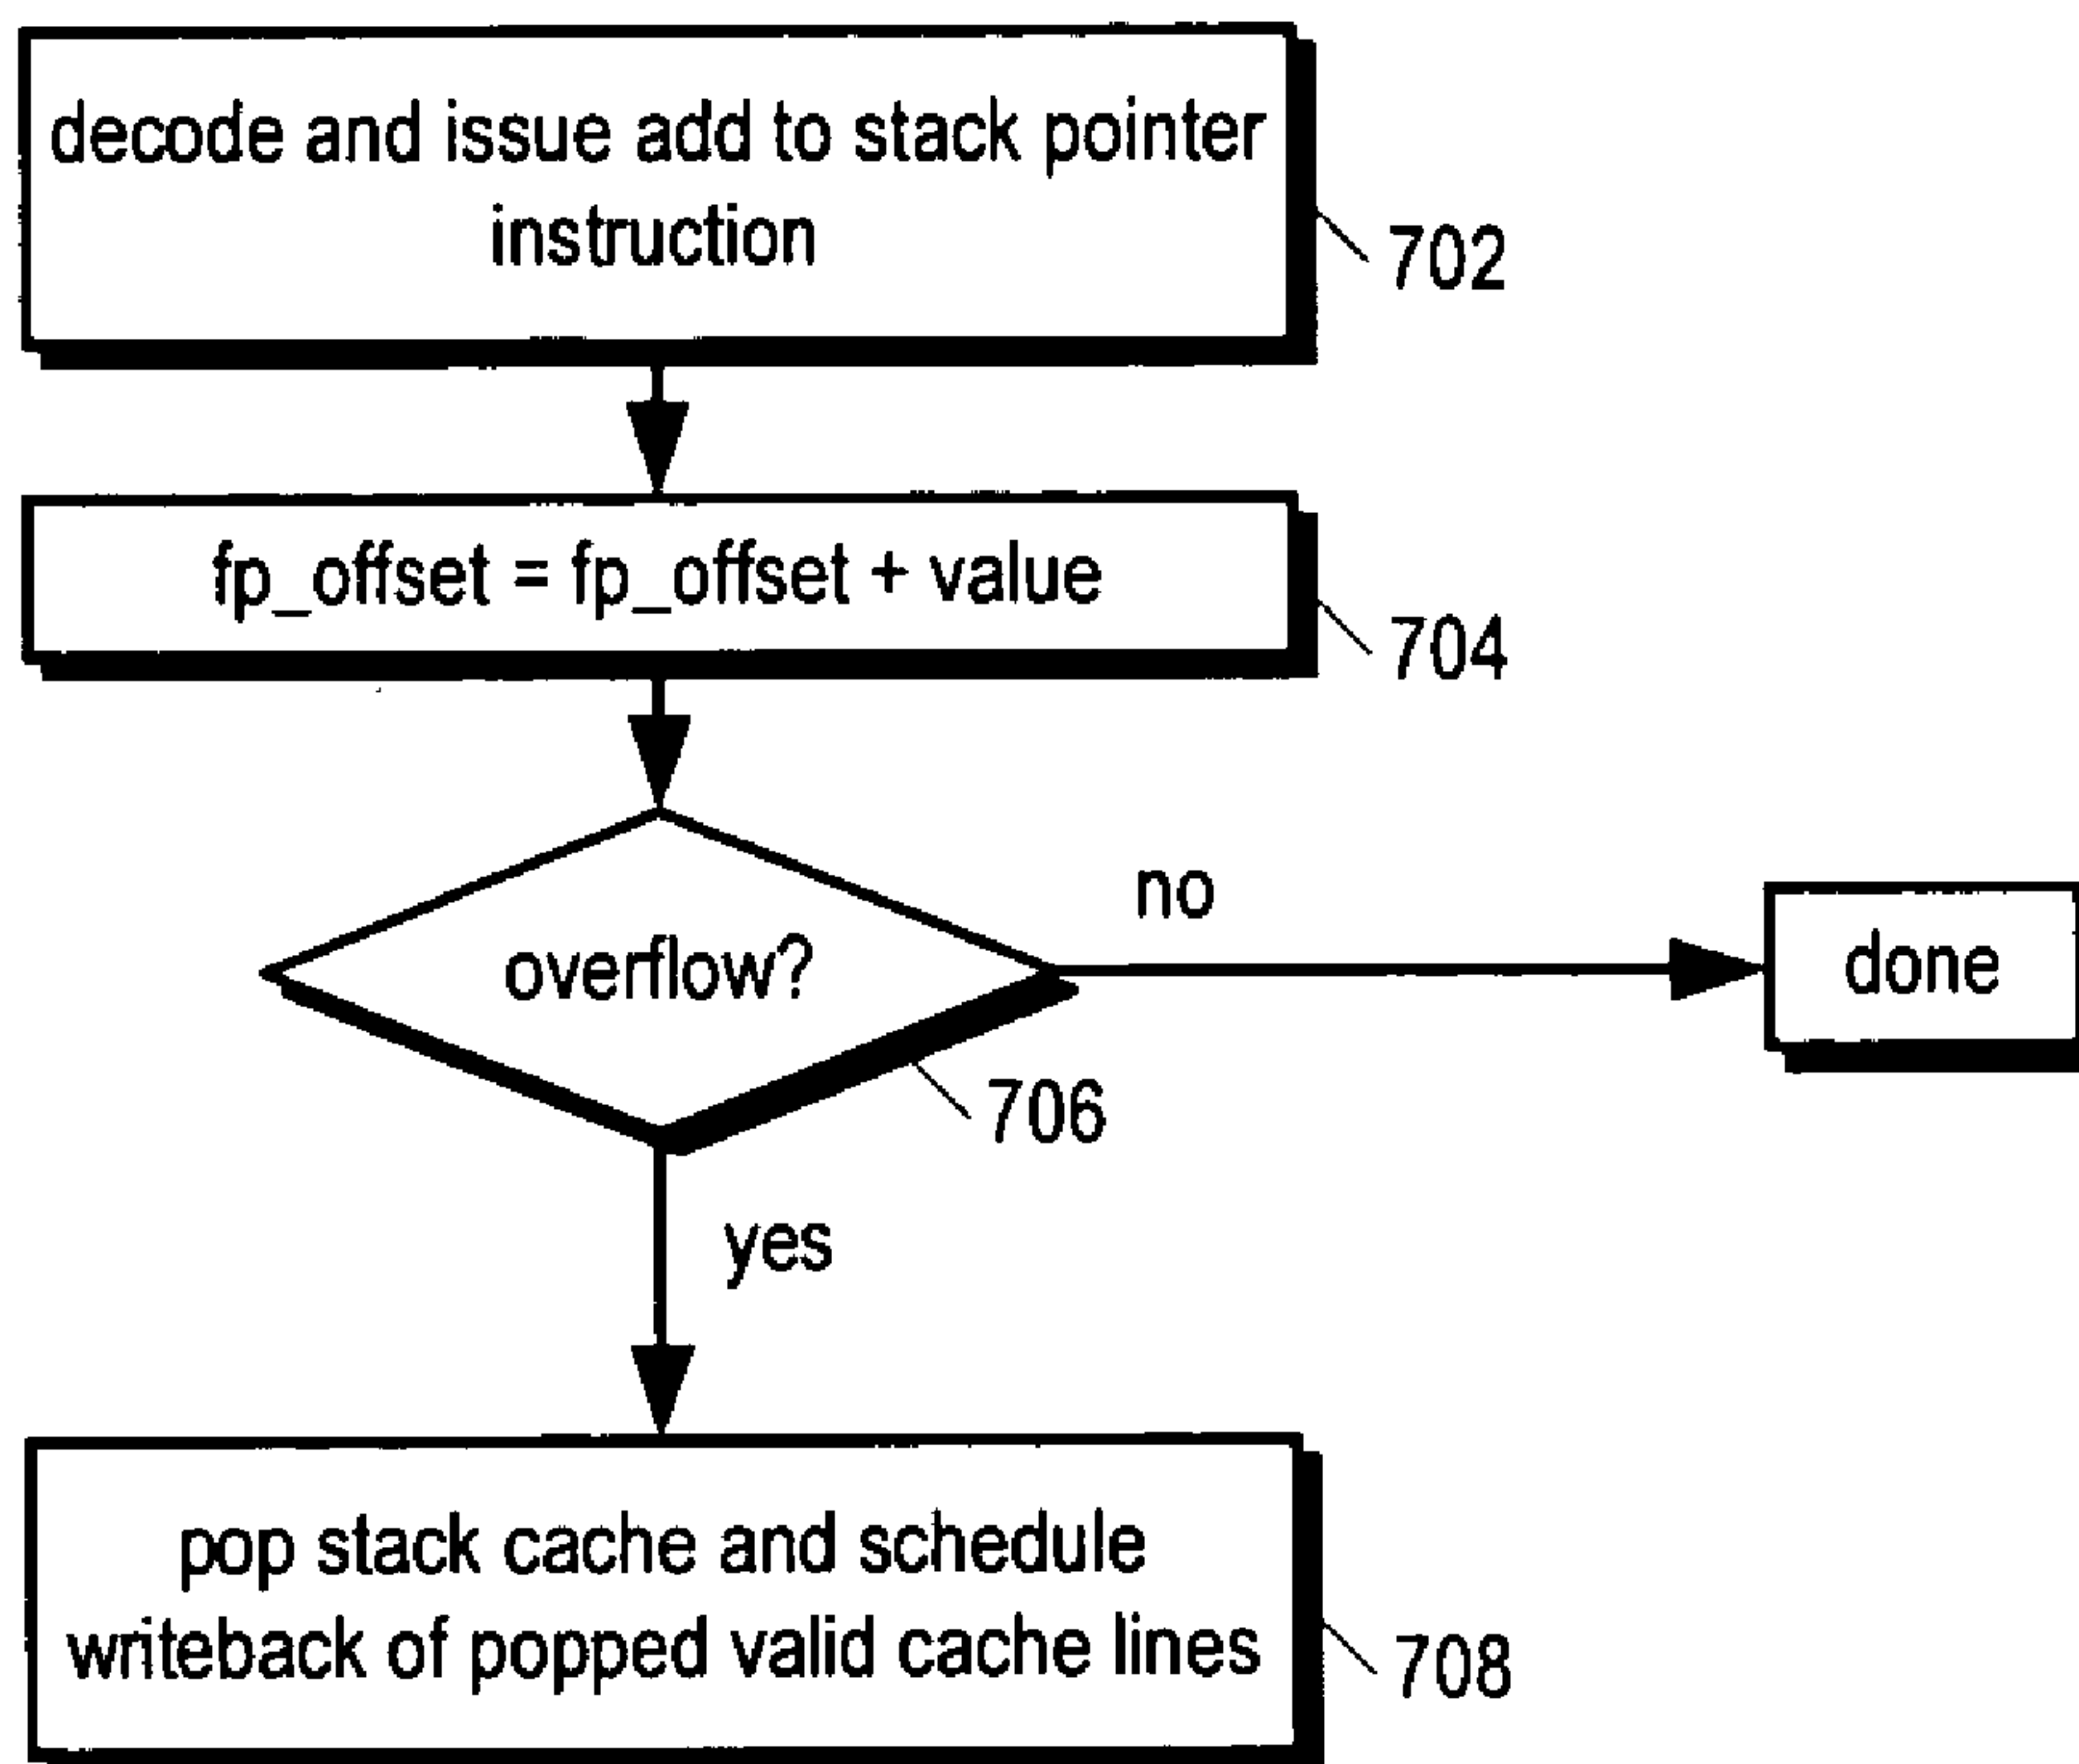 decode and issue add to stack pointer
instruction
702
fp_offset = fp_offset + value
704
overflow?
no
done
706
yes
pop stack cache and schedule
writeback of popped valid cache lines
708